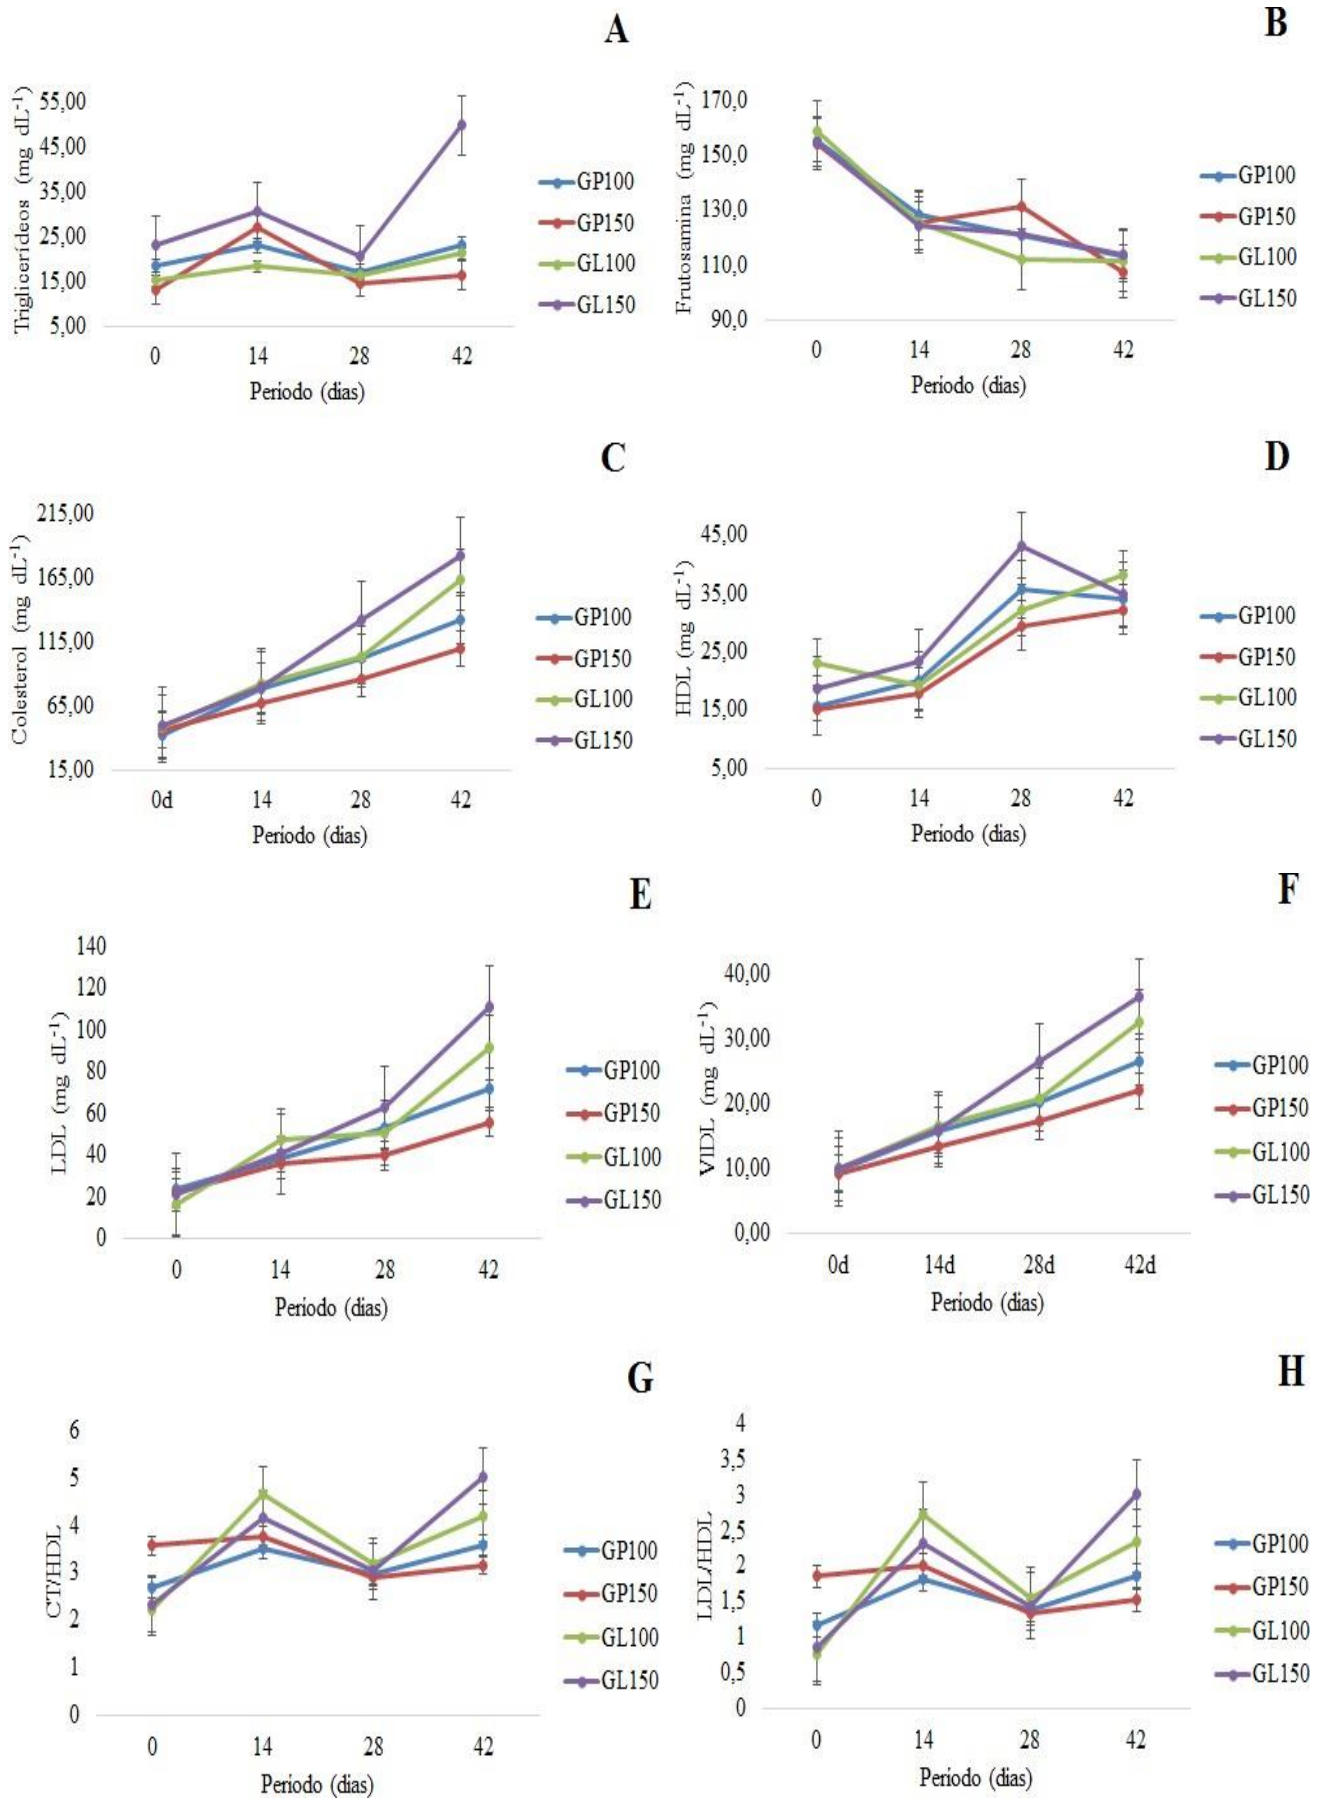 A
Triglicerídeos (mg dL-1)
55,00
45,00
35,00
25,00
15,00
5,00
0 14 28 42
Período (dias)
GP100
GP150
GL100
GL150
B
Frutosamina (mg dL-1)
170,0
150,0
130,0
110,0
90,0
0 14 28 42
Período (dias)
GP100
GP150
GL100
GL150
C
Colesterol (mg dL-1)
215,00
165,00
115,00
65,00
15,00
0d 14 28 42
Período (dias)
GP100
GP150
GL100
GL150
D
HDL (mg dL-1)
45,00
35,00
25,00
15,00
5,00
0 14 28 42
Período (dias)
GP100
GP150
GL100
GL150
E
LDL (mg dL-1)
140
120
100
80
60
40
20
0
0 14 28 42
Período (dias)
GP100
GP150
GL100
GL150
F
VlDL (mg dL-1)
40,00
30,00
20,00
10,00
0,00
0d 14d 28d 42d
Período (dias)
GP100
GP150
GL100
GL150
G
CT/HDL
6
5
4
3
2
1
0
0 14 28 42
Período (dias)
GP100
GP150
GL100
GL150
H
LDL/HDL
4
3,5
3
2,5
2
1,5
1
0,5
0
0 14 28 42
Período (dias)
GP100
GP150
GL100
GL150